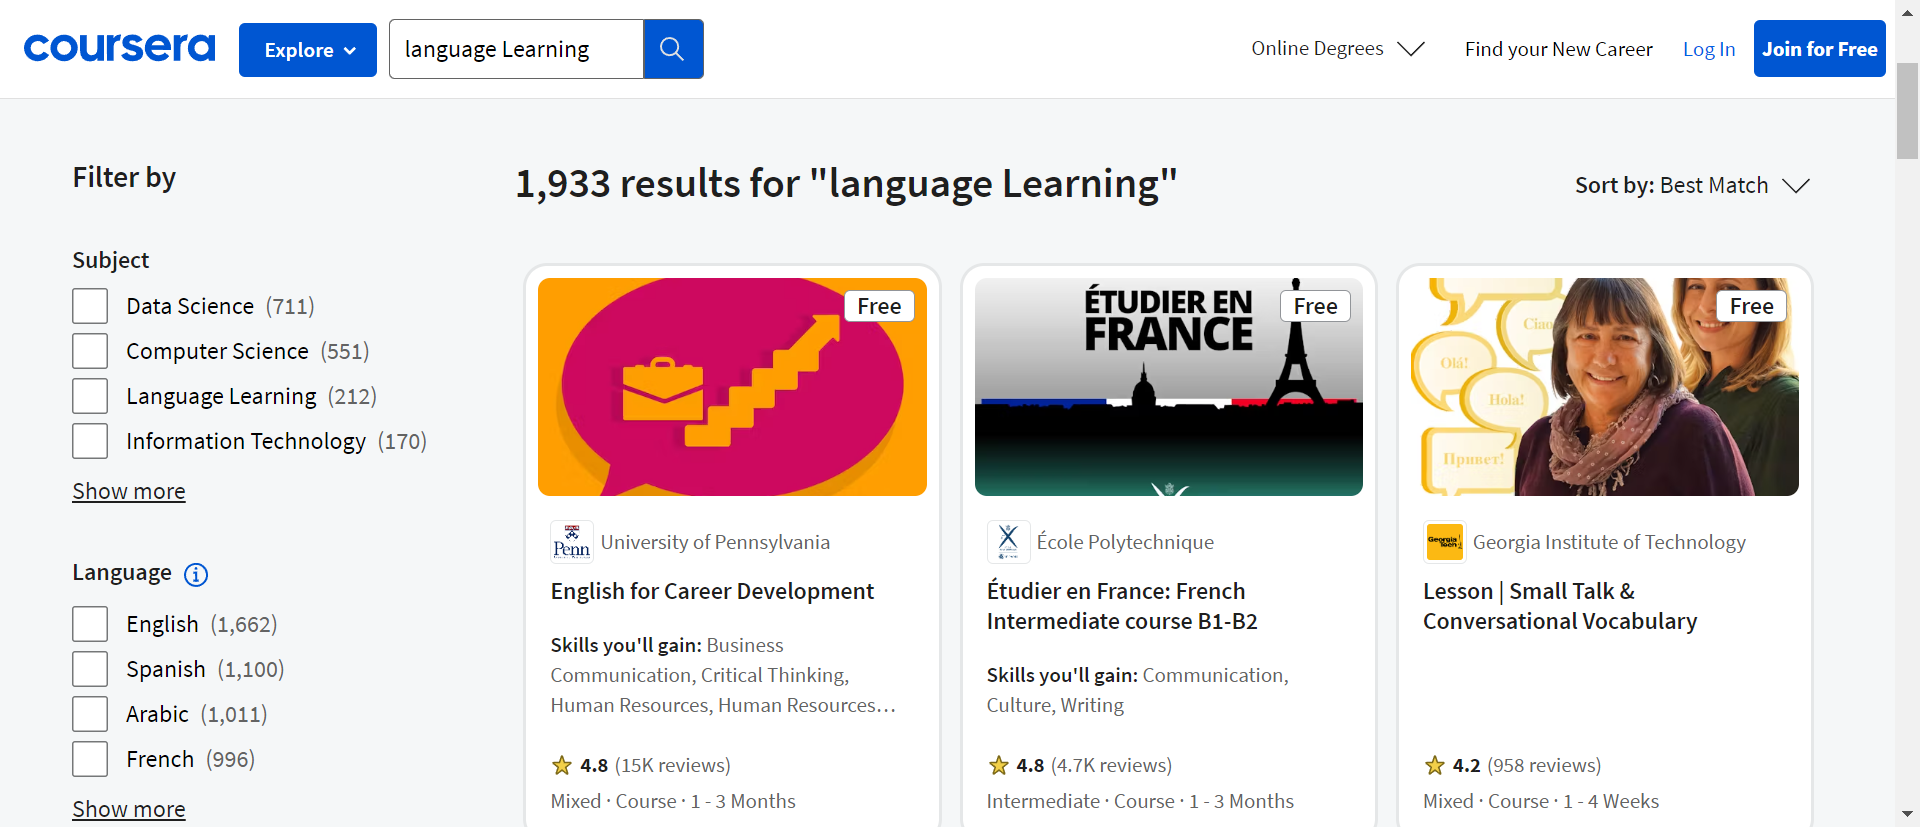 coursera
Explore
language Learning
Online Degrees
Find your New Career
Log In
Join for Free
Filter by
1,933 results for "language Learning"
Sort by: Best Match
Subject
Data Science (711)
Computer Science (551)
Language Learning (212)
Information Technology (170)
Show more
Language
English (1,662)
Spanish (1,100)
Arabic (1,011)
French (996)
Show more
Free
Penn
University of Pennsylvania
English for Career Development
Skills you'll gain: Business
Communication, Critical Thinking,
Human Resources, Human Resources...
4.8 (15K reviews)
Mixed · Course · 1 - 3 Months
ÉTUDIER EN
FRANCE
Free
École Polytechnique
Étudier en France: French
Intermediate course B1-B2
Skills you'll gain: Communication,
Culture, Writing
4.8 (4.7K reviews)
Intermediate · Course · 1 - 3 Months
Free
Ciao
Olá!
Hola!
Привет!
Georgia
Tech
Georgia Institute of Technology
Lesson | Small Talk &
Conversational Vocabulary
4.2 (958 reviews)
Mixed · Course · 1 - 4 Weeks